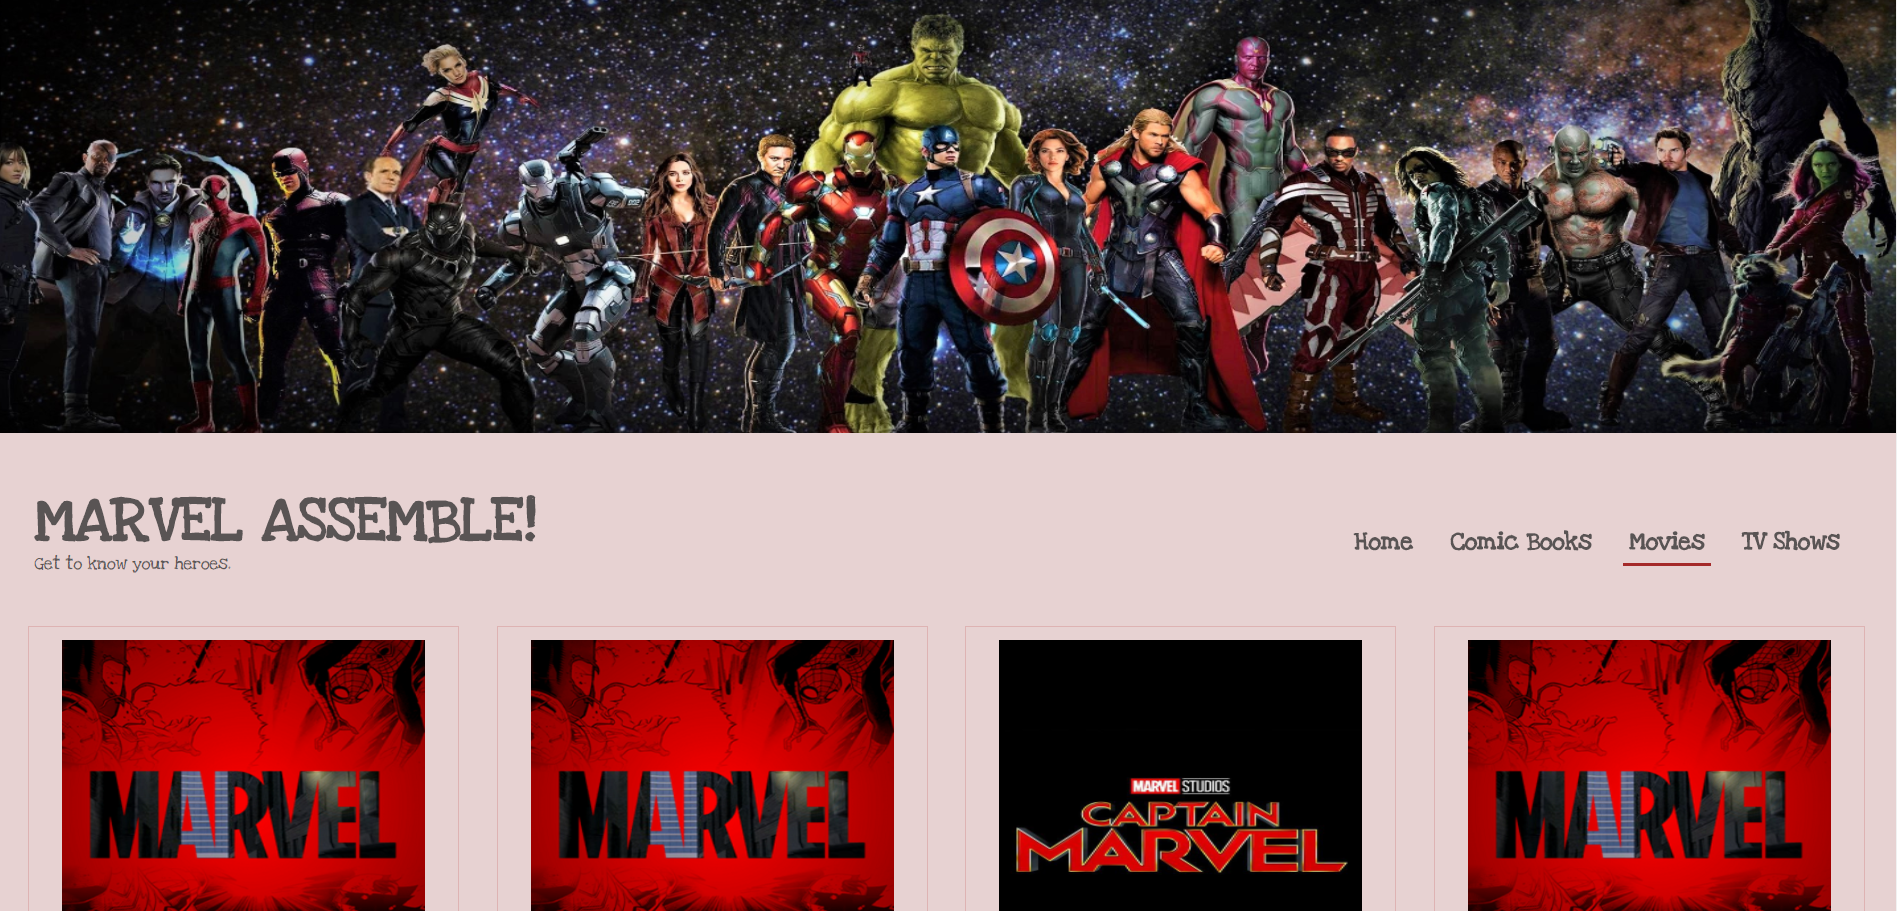 MARVEL ASSEMBLE!
Get to know your heroes.
Home Comic Books Movies TV Shows
MARVEL
MARVEL
MARVEL STUDIOS
CAPTAIN
MARVEL
MARVEL